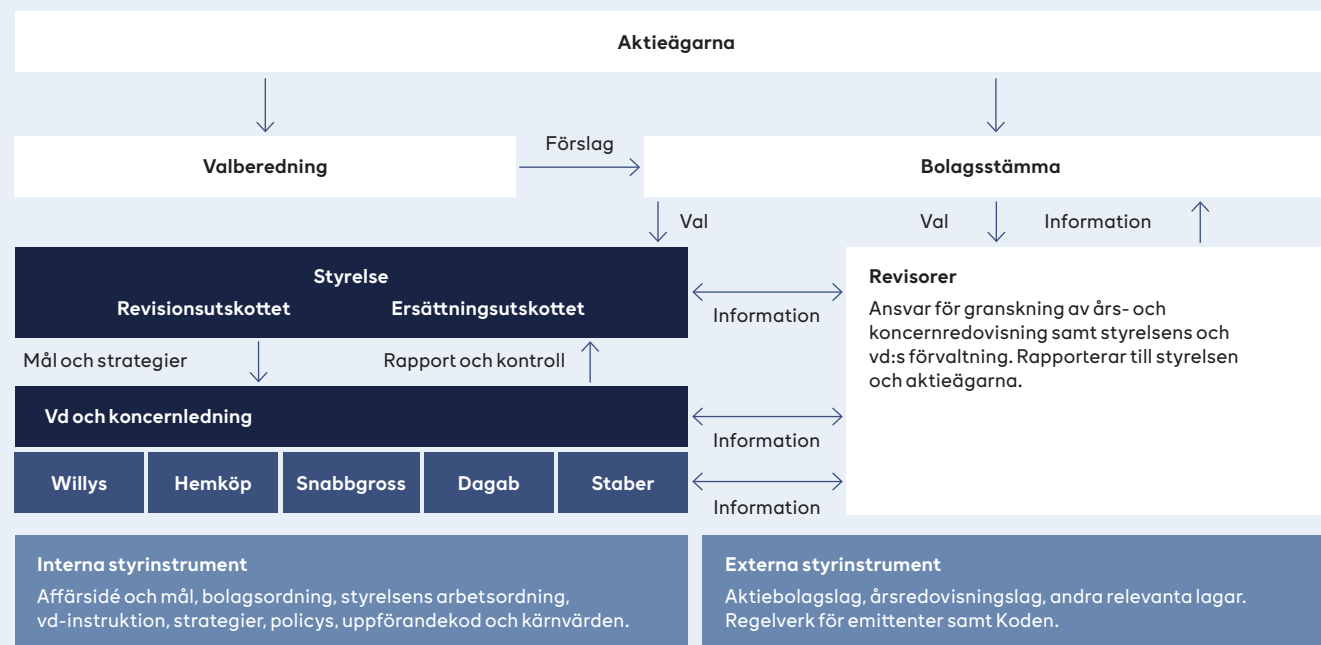 Aktieägarna
Valberedning
Förslag
Bolagsstämma
Val
Val
Information
Styrelse
Revisionsutskottet
Ersättningsutskottet
Information
Revisorer
Ansvar för granskning av års- och
koncernredovisning samt styrelsens och
vd:s förvaltning. Rapporterar till styrelsen
och aktieägarna.
Mål och strategier
Rapport och kontroll
Vd och koncernledning
Information
Willys
Hemköp
Snabbgross
Dagab
Staber
Information
Interna styrinstrument
Affärsidé och mål, bolagsordning, styrelsens arbetsordning,
vd-instruktion, strategier, policys, uppförandekod och kärnvärden.
Externa styrinstrument
Aktiebolagslag, årsredovisningslag, andra relevanta lagar.
Regelverk för emittenter samt Koden.